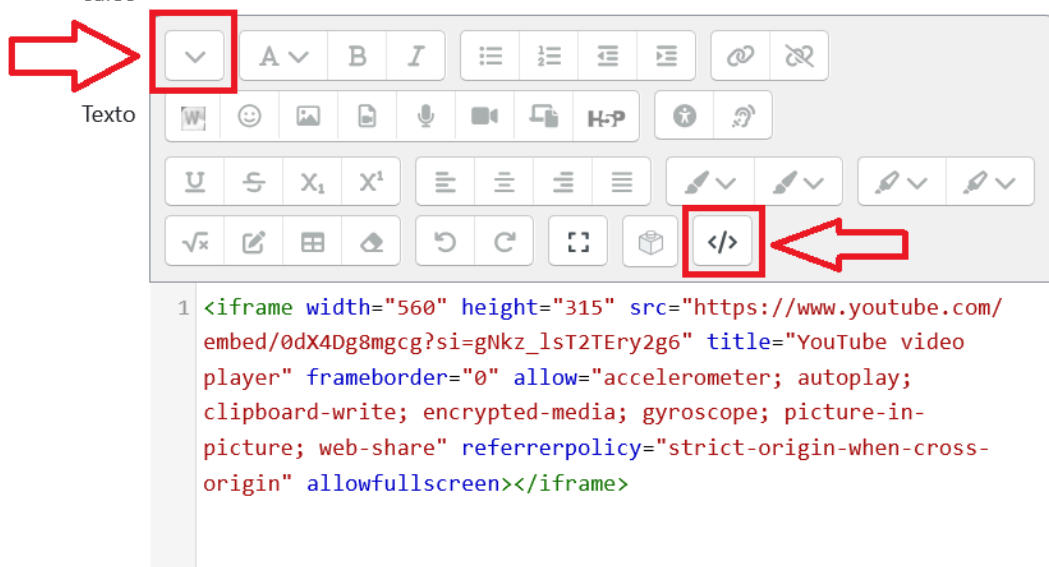 A B I
Texto
W H5P
U S X₁ X¹
√x </>
1 <iframe width="560" height="315" src="https://www.youtube.com/
embed/0dX4Dg8mgcg?si=gNkz_lsT2TEry2g6" title="YouTube video
player" frameborder="0" allow="accelerometer; autoplay;
clipboard-write; encrypted-media; gyroscope; picture-in-
picture; web-share" referrerpolicy="strict-origin-when-cross-
origin" allowfullscreen></iframe>